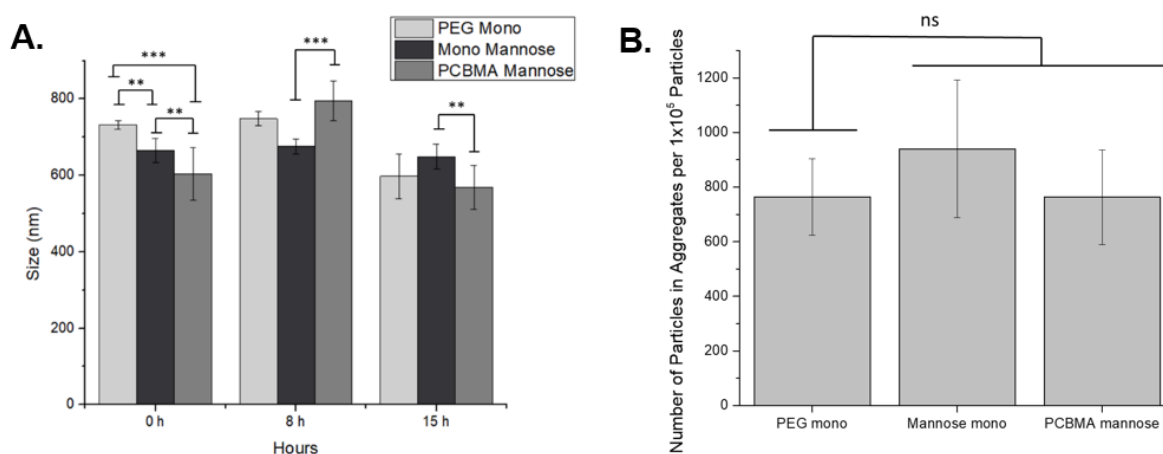 A.
PEG Mono
Mono Mannose
PCBMA Mannose
***
**
**
***
**
Size (nm)
800
600
400
200
0
0 h
8 h
15 h
Hours
B.
ns
Number of Particles in Aggregates per 1x10⁵ Particles
1200
1000
800
600
400
200
0
PEG mono
Mannose mono
PCBMA mannose